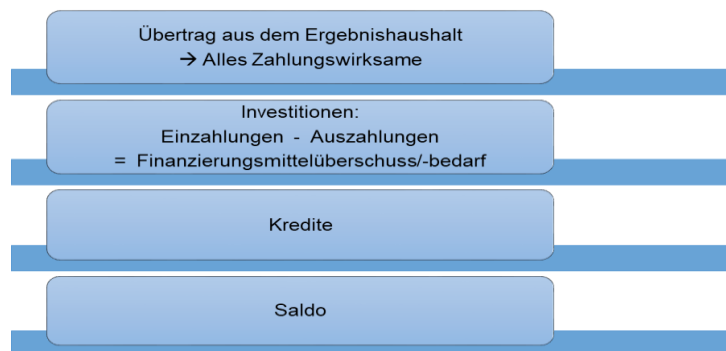 Übertrag aus dem Ergebnishaushalt
→ Alles Zahlungswirksame
Investitionen:
Einzahlungen - Auszahlungen
= Finanzierungsmittelüberschuss/-bedarf
Kredite
Saldo